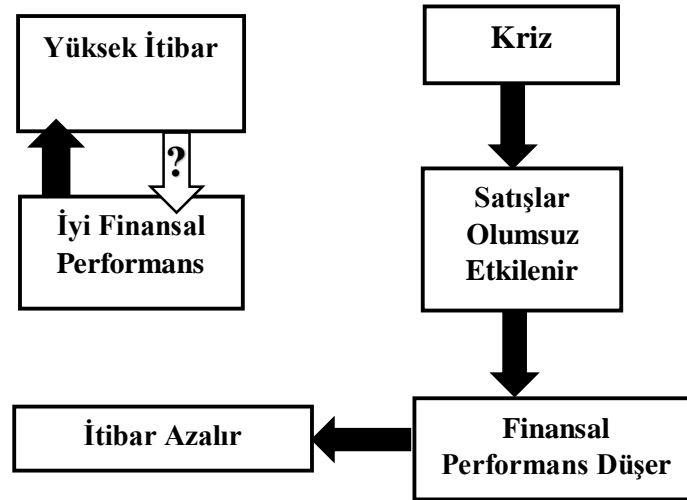 Yüksek İtibar
?
İyi Finansal
Performans
Kriz
Satışlar
Olumsuz
Etkilenir
Finansal
Performans Düşer
İtibar Azalır